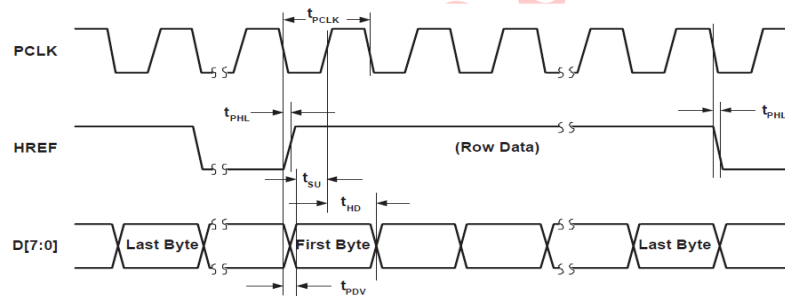 tPCLK
PCLK
tPHL
tPHL
HREF
(Row Data)
tSU
tHD
D[7:0]
Last Byte
First Byte
Last Byte
tPDV